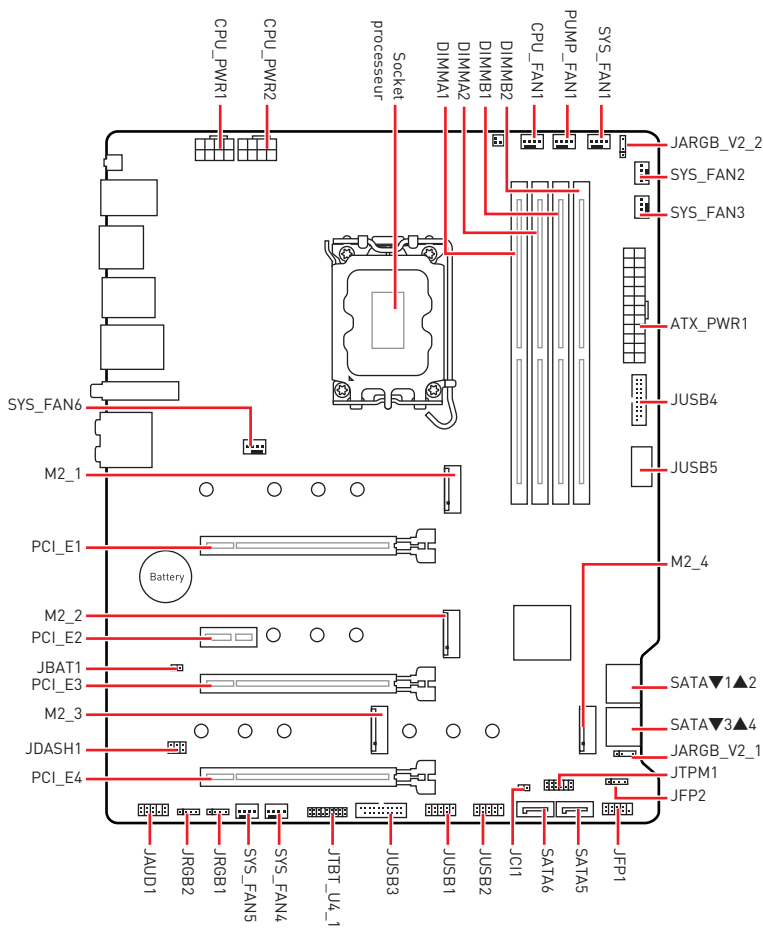 CPU_PWR1
CPU_PWR2
Socket
processeur
DIMMA1
DIMMA2
DIMMB1
DIMMB2
CPU_FAN1
PUMP_FAN1
SYS_FAN1
JARGB_V2_2
SYS_FAN2
SYS_FAN3
ATX_PWR1
JUSB4
SYS_FAN6
JUSB5
M2_1
PCI_E1
M2_4
Battery
M2_2
PCI_E2
JBAT1
PCI_E3
SATA▼1▲2
M2_3
SATA▼3▲4
JDASH1
JARGB_V2_1
JTPM1
PCI_E4
JFP2
JAUD1
JRGB2
JRGB1
SYS_FAN5
SYS_FAN4
JTBT_U4_1
JUSB3
JUSB1
JUSB2
JCI1
SATA6
SATA5
JFP1